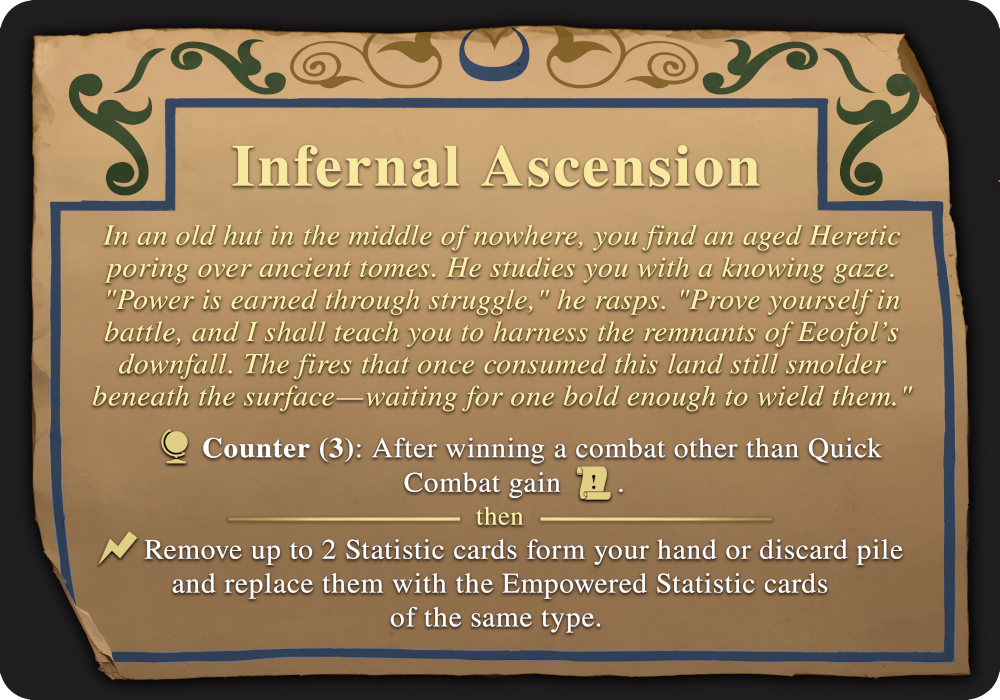 Infernal Ascension
In an old hut in the middle of nowhere, you find an aged Heretic
poring over ancient tomes. He studies you with a knowing gaze.
"Power is earned through struggle," he rasps. "Prove yourself in
battle, and I shall teach you to harness the remnants of Eeofol's
downfall. The fires that once consumed this land still smolder
beneath the surface—waiting for one bold enough to wield them."
Counter (3): After winning a combat other than Quick
Combat gain ! .
then
Remove up to 2 Statistic cards form your hand or discard pile
and replace them with the Empowered Statistic cards
of the same type.